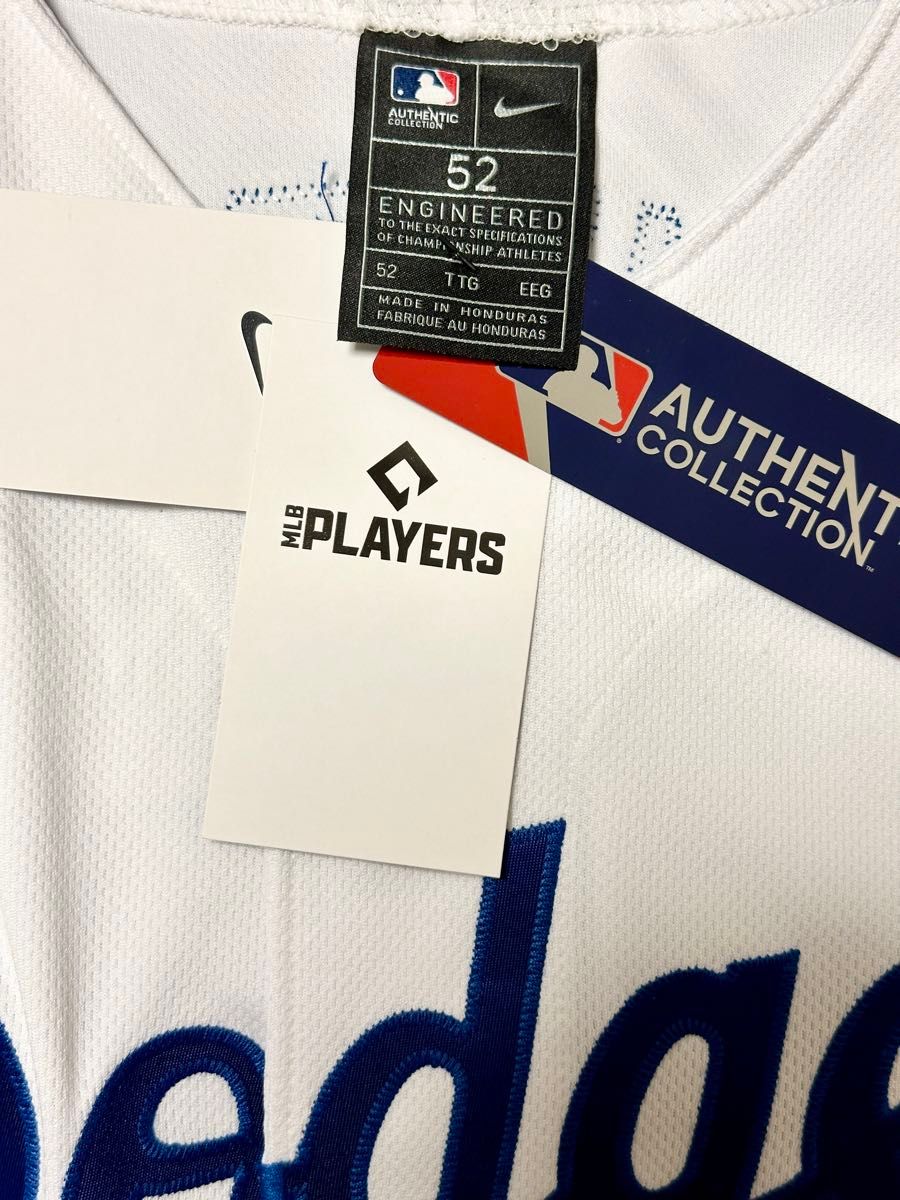 AUTHENTIC
COLLECTION
52
ENGINEERED
TO THE EXACT SPECIFICATIONS
OF CHAMPIONSHIP ATHLETES
52 TTG EEG
MADE IN HONDURAS
FABRIQUE AU HONDURAS
AUTHENT
COLLECTION™
MLB PLAYERS